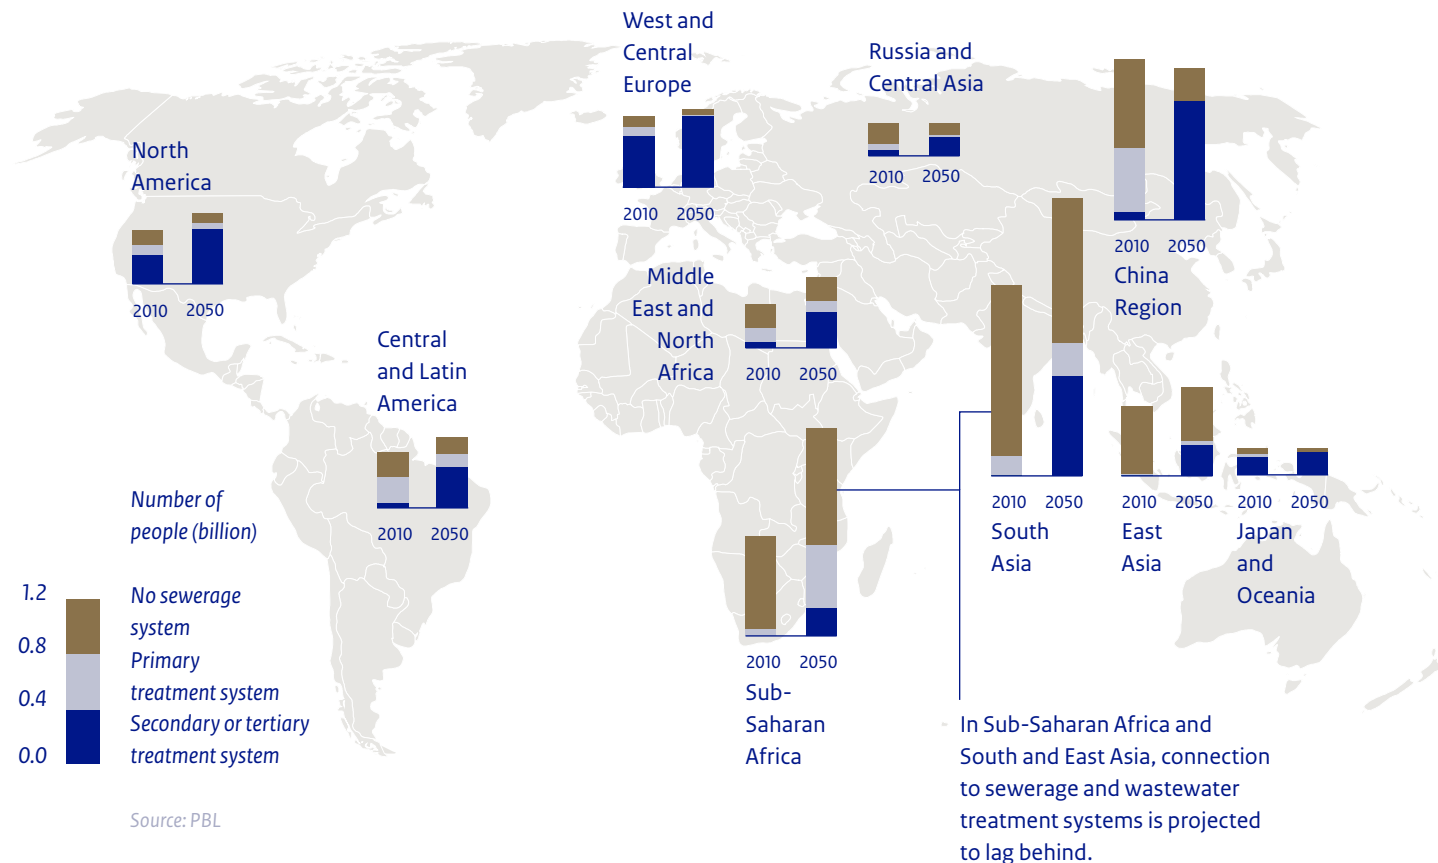 West and
Central
Europe
2010 2050
Russia and
Central Asia
2010 2050
North
America
2010 2050
2010 2050
China
Region
Middle
East and
North
Africa
2010 2050
Central
and Latin
America
2010 2050
2010 2050
South
Asia
2010 2050
East
Asia
2010 2050
Japan
and
Oceania
2010 2050
Sub-
Saharan
Africa
Number of
people (billion)
1.2
0.8
0.4
0.0
No sewerage
system
Primary
treatment system
Secondary or tertiary
treatment system
Source: PBL
In Sub-Saharan Africa and
South and East Asia, connection
to sewerage and wastewater
treatment systems is projected
to lag behind.